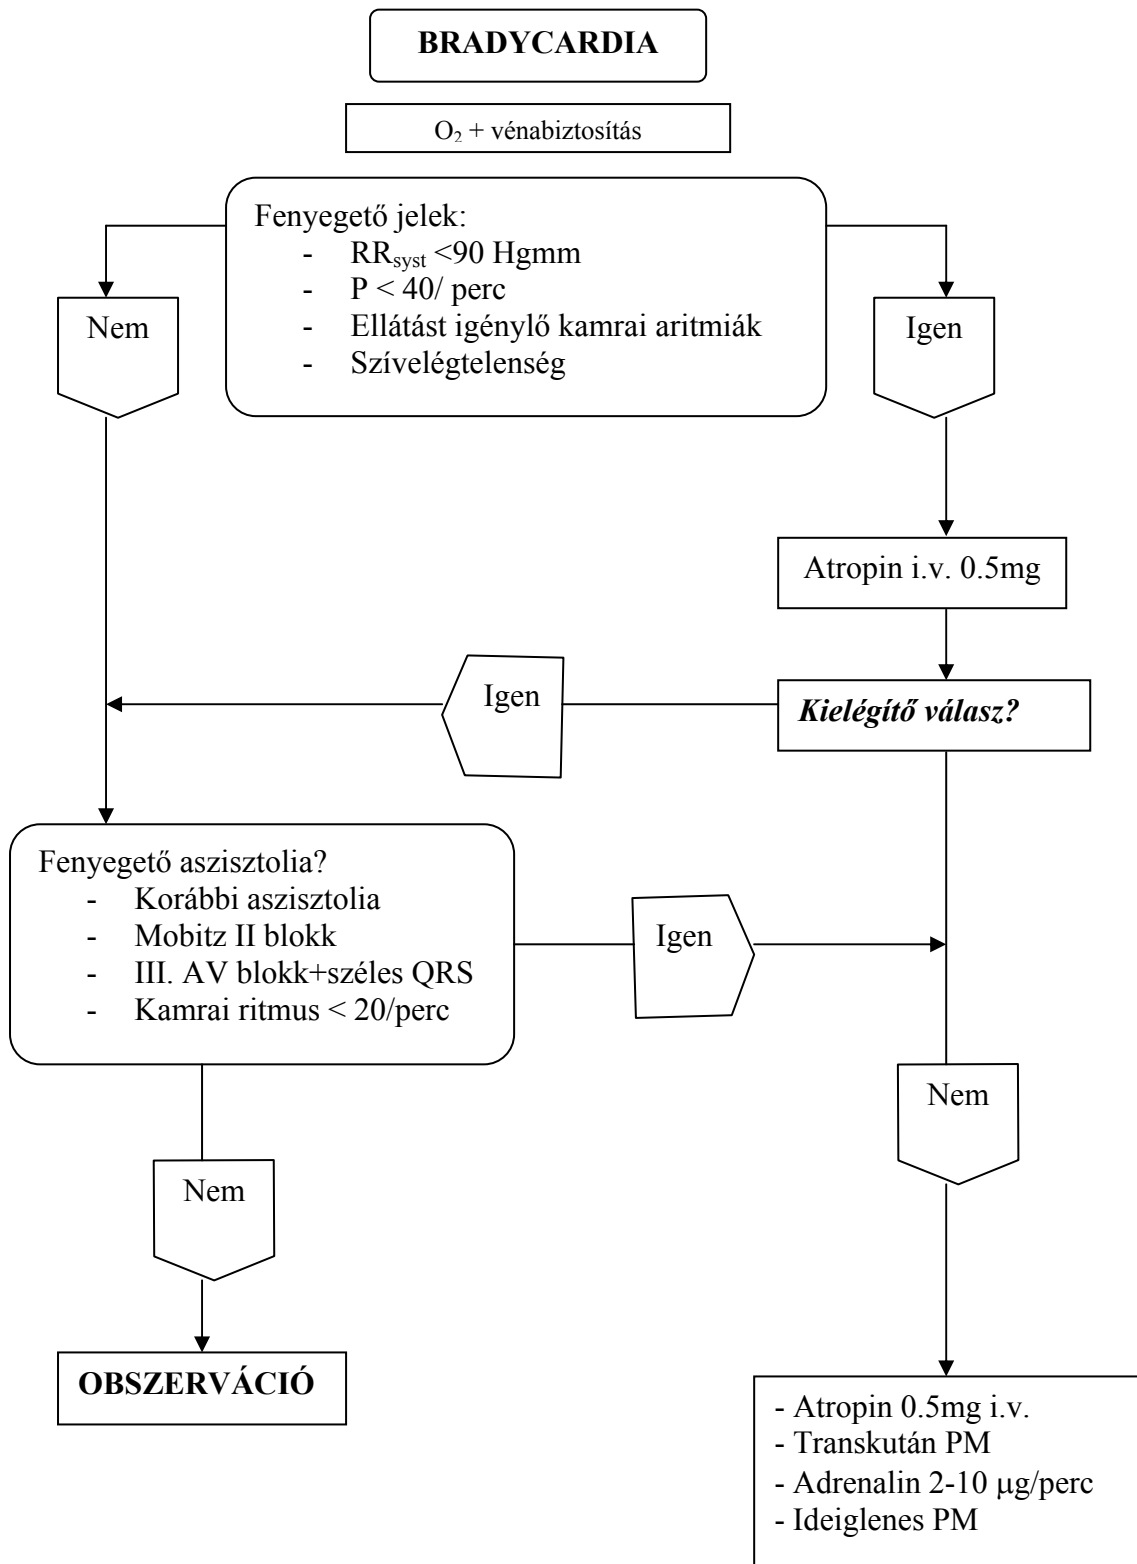 BRADYCARDIA
O₂ + vénabiztosítás
Fenyegető jelek:
- RRsyst <90 Hgmm
- P < 40/ perc
- Ellátást igénylő kamrai aritmiák
- Szívelégtelenség
Nem
Igen
Atropin i.v. 0.5mg
Kielégítő válasz?
Igen
Fenyegető aszisztolia?
- Korábbi aszisztolia
- Mobitz II blokk
- III. AV blokk+széles QRS
- Kamrai ritmus < 20/perc
Igen
Nem
Nem
OBSZERVÁCIÓ
- Atropin 0.5mg i.v.
- Transkután PM
- Adrenalin 2-10 μg/perc
- Ideiglenes PM